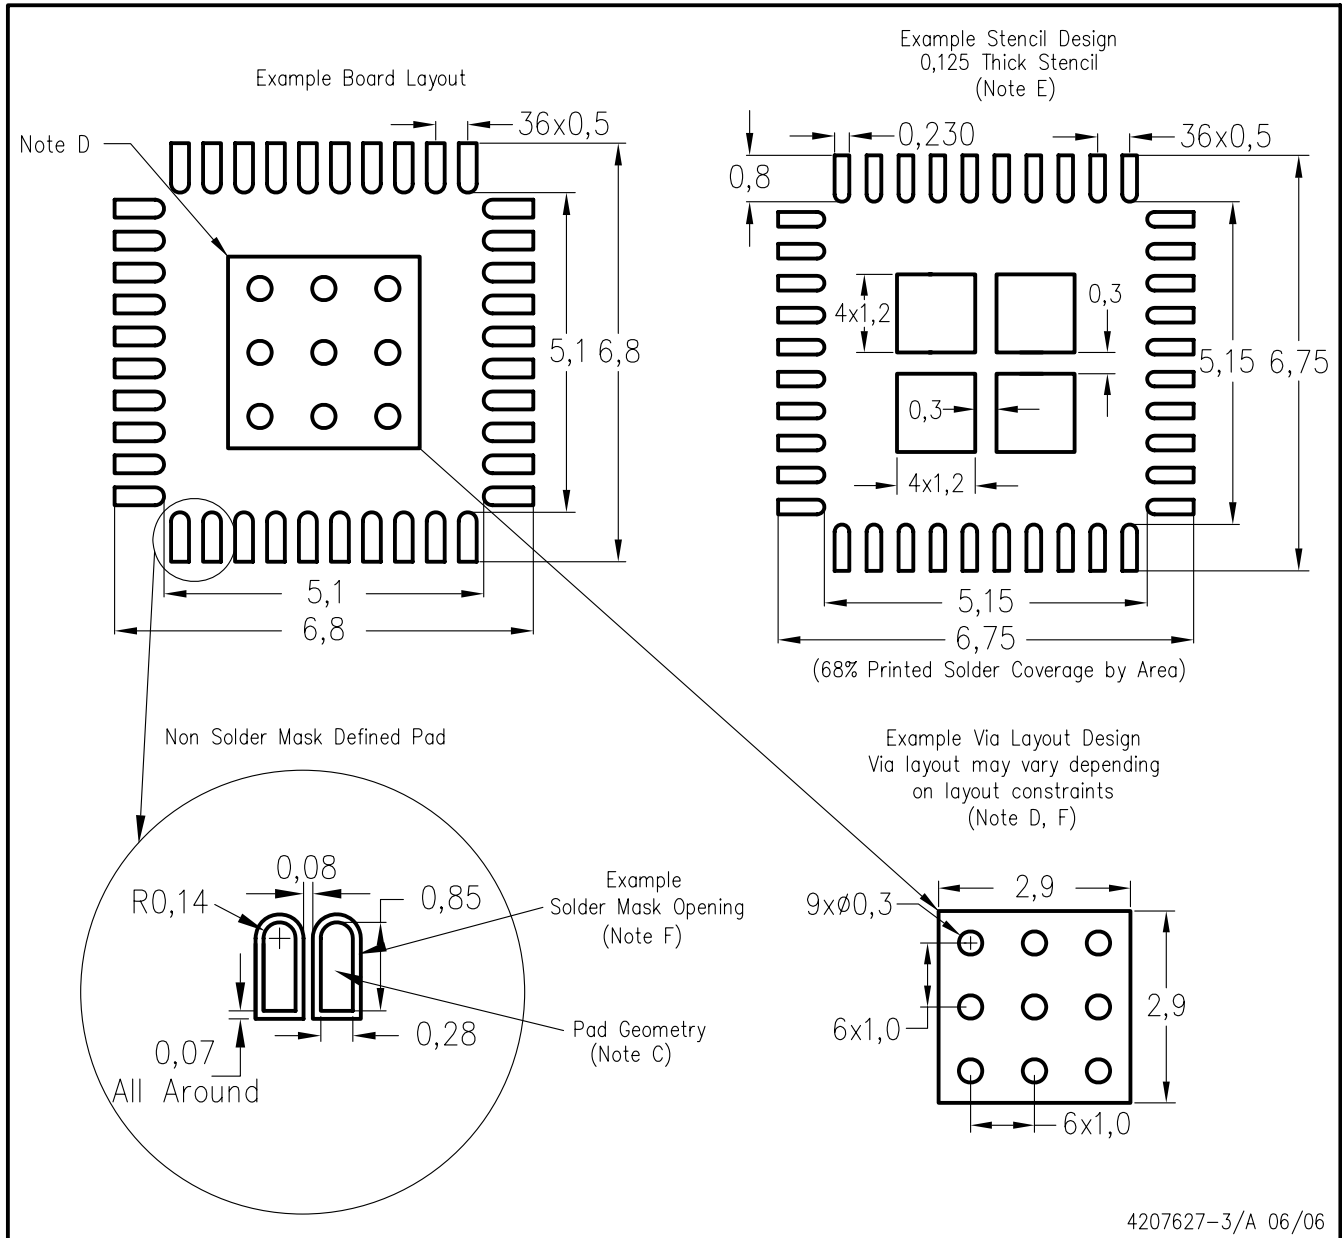 Example Board Layout
Note D
36x0,5
5,1
6,8
5,1
6,8
Example Stencil Design
0,125 Thick Stencil
(Note E)
0,230
36x0,5
0,8
4x1,2
0,3
0,3
4x1,2
5,15
6,75
5,15
6,75
(68% Printed Solder Coverage by Area)
Non Solder Mask Defined Pad
0,08
R0,14
0,85
Example
Solder Mask Opening
(Note F)
0,28
Pad Geometry
(Note C)
0,07
All Around
Example Via Layout Design
Via layout may vary depending
on layout constraints
(Note D, F)
2,9
9xø0,3
6x1,0
2,9
6x1,0
4207627-3/A 06/06